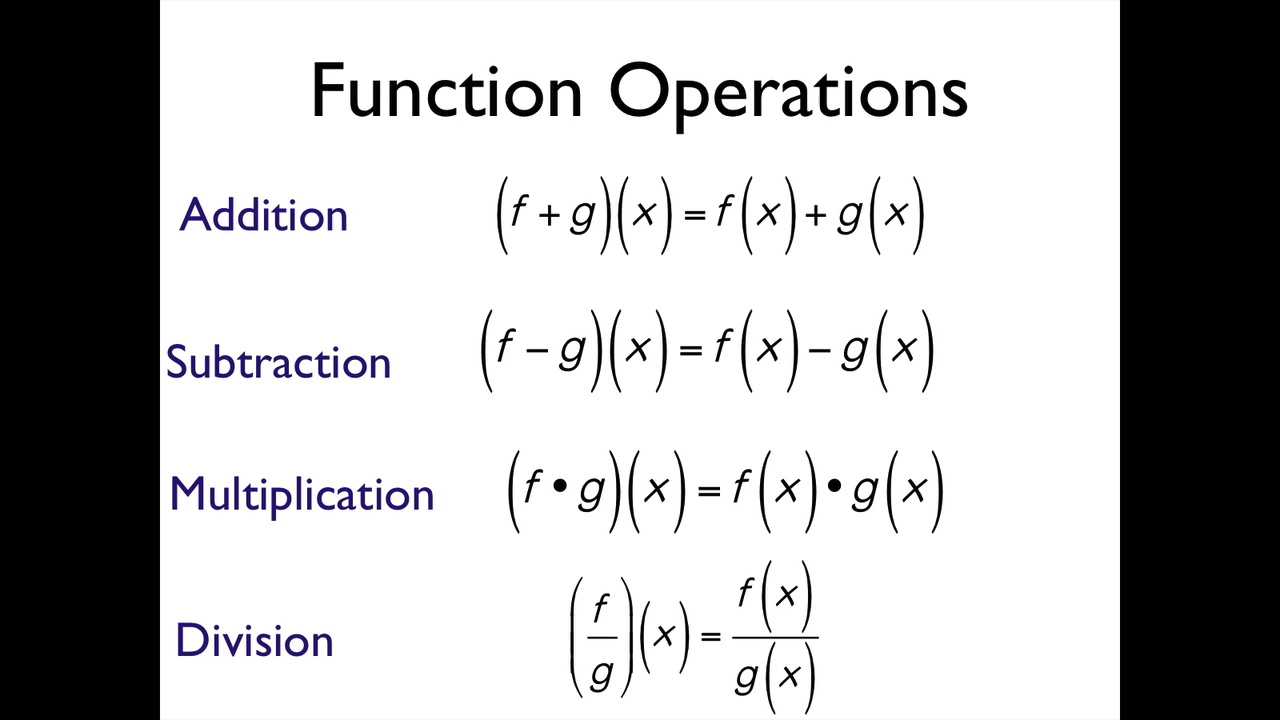 Function Operations
Addition (f + g)(x) = f(x) + g(x)
Subtraction (f − g)(x) = f(x) − g(x)
Multiplication (f • g)(x) = f(x) • g(x)
Division (f/g)(x) = f(x)/g(x)